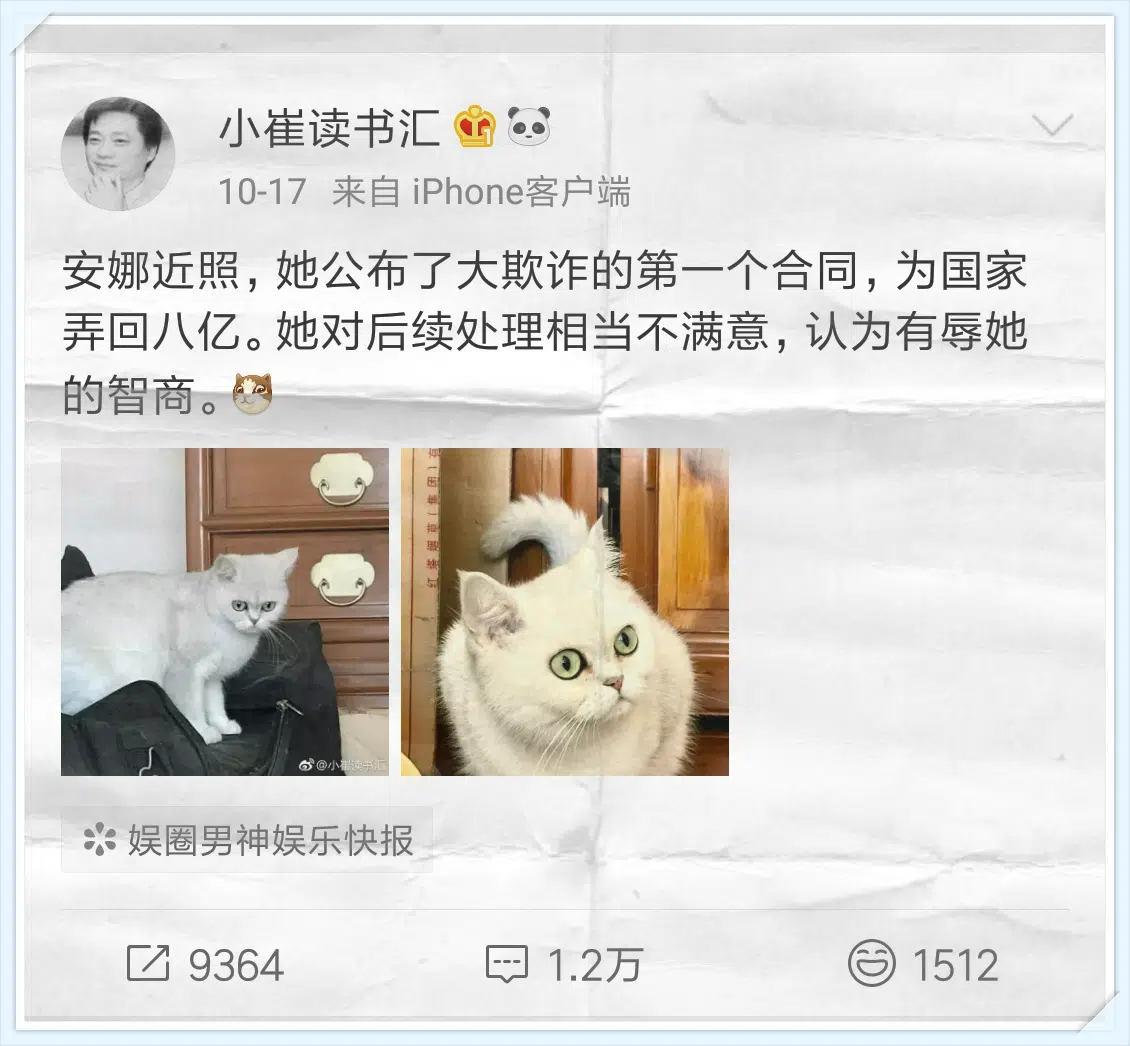 小崔读书汇
10-17 来自 iPhone客户端
安娜近照，她公布了大欺诈的第一个合同，为国家
弄回八亿。她对后续处理相当不满意，认为有辱她
的智商。
@小崔读书汇
娱圈男神娱乐快报
9364
1.2万
1512